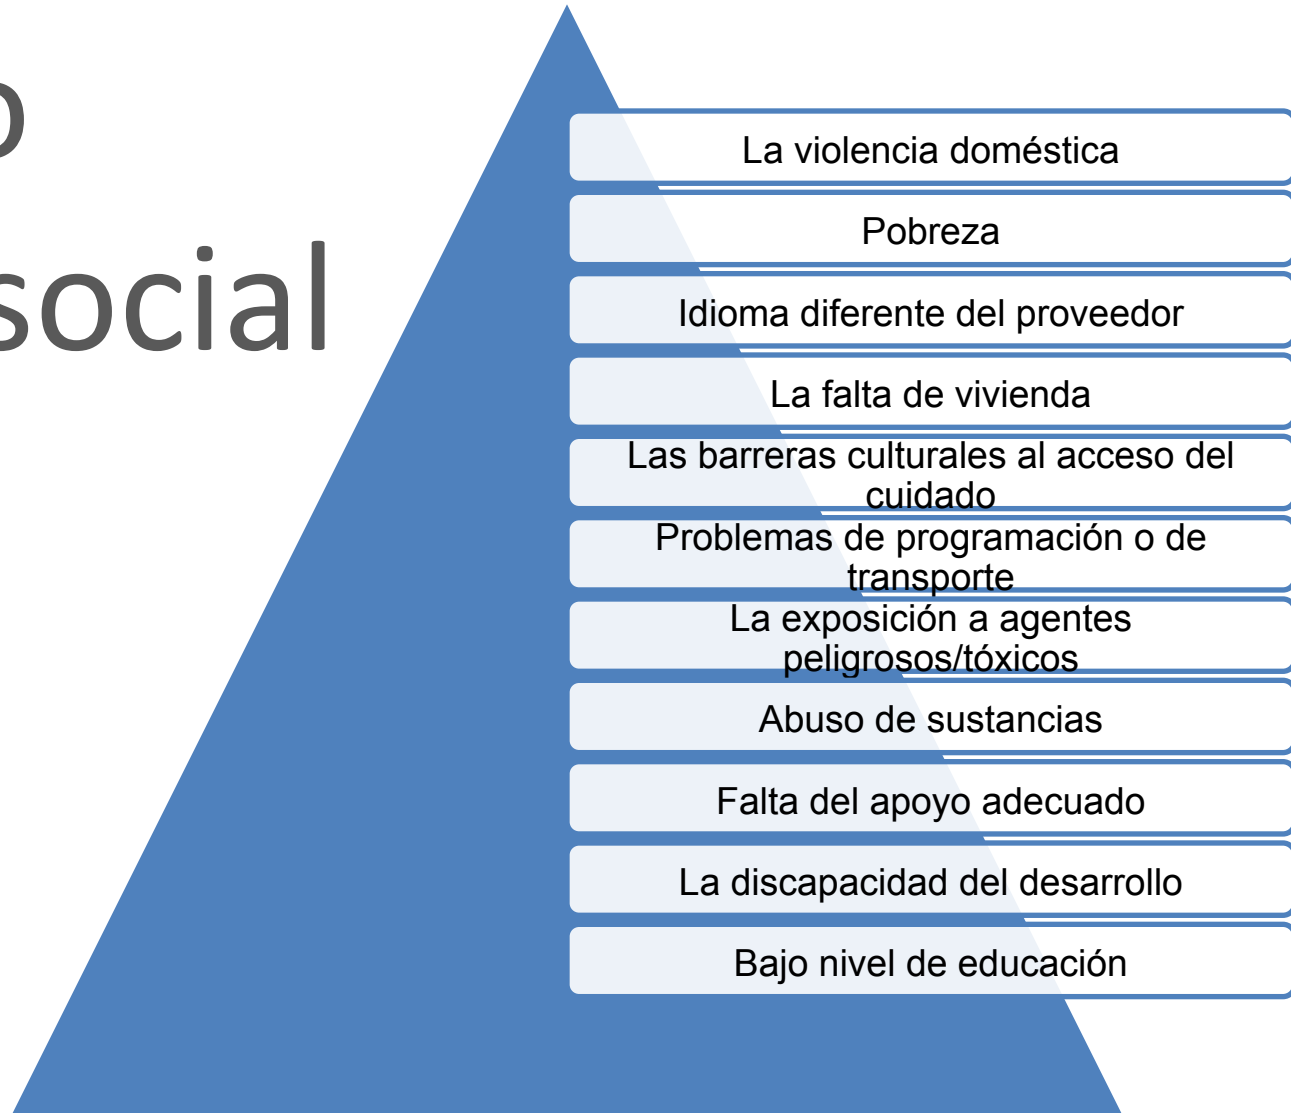 o
social
La violencia doméstica
Pobreza
Idioma diferente del proveedor
La falta de vivienda
Las barreras culturales al acceso del
cuidado
Problemas de programación o de
transporte
La exposición a agentes
peligrosos/tóxicos
Abuso de sustancias
Falta del apoyo adecuado
La discapacidad del desarrollo
Bajo nivel de educación